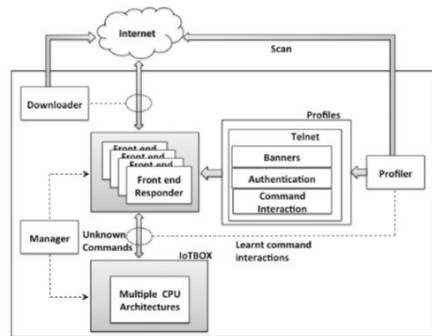 Internet
Scan
Downloader
Profiles
Telnet
Front end
Front end
Front end
Front end
Responder
Banners
Authentication
Command
Interaction
Profiler
Manager
Unknown
Commands
IoTBOX
Learnt command
interactions
Multiple CPU
Architectures